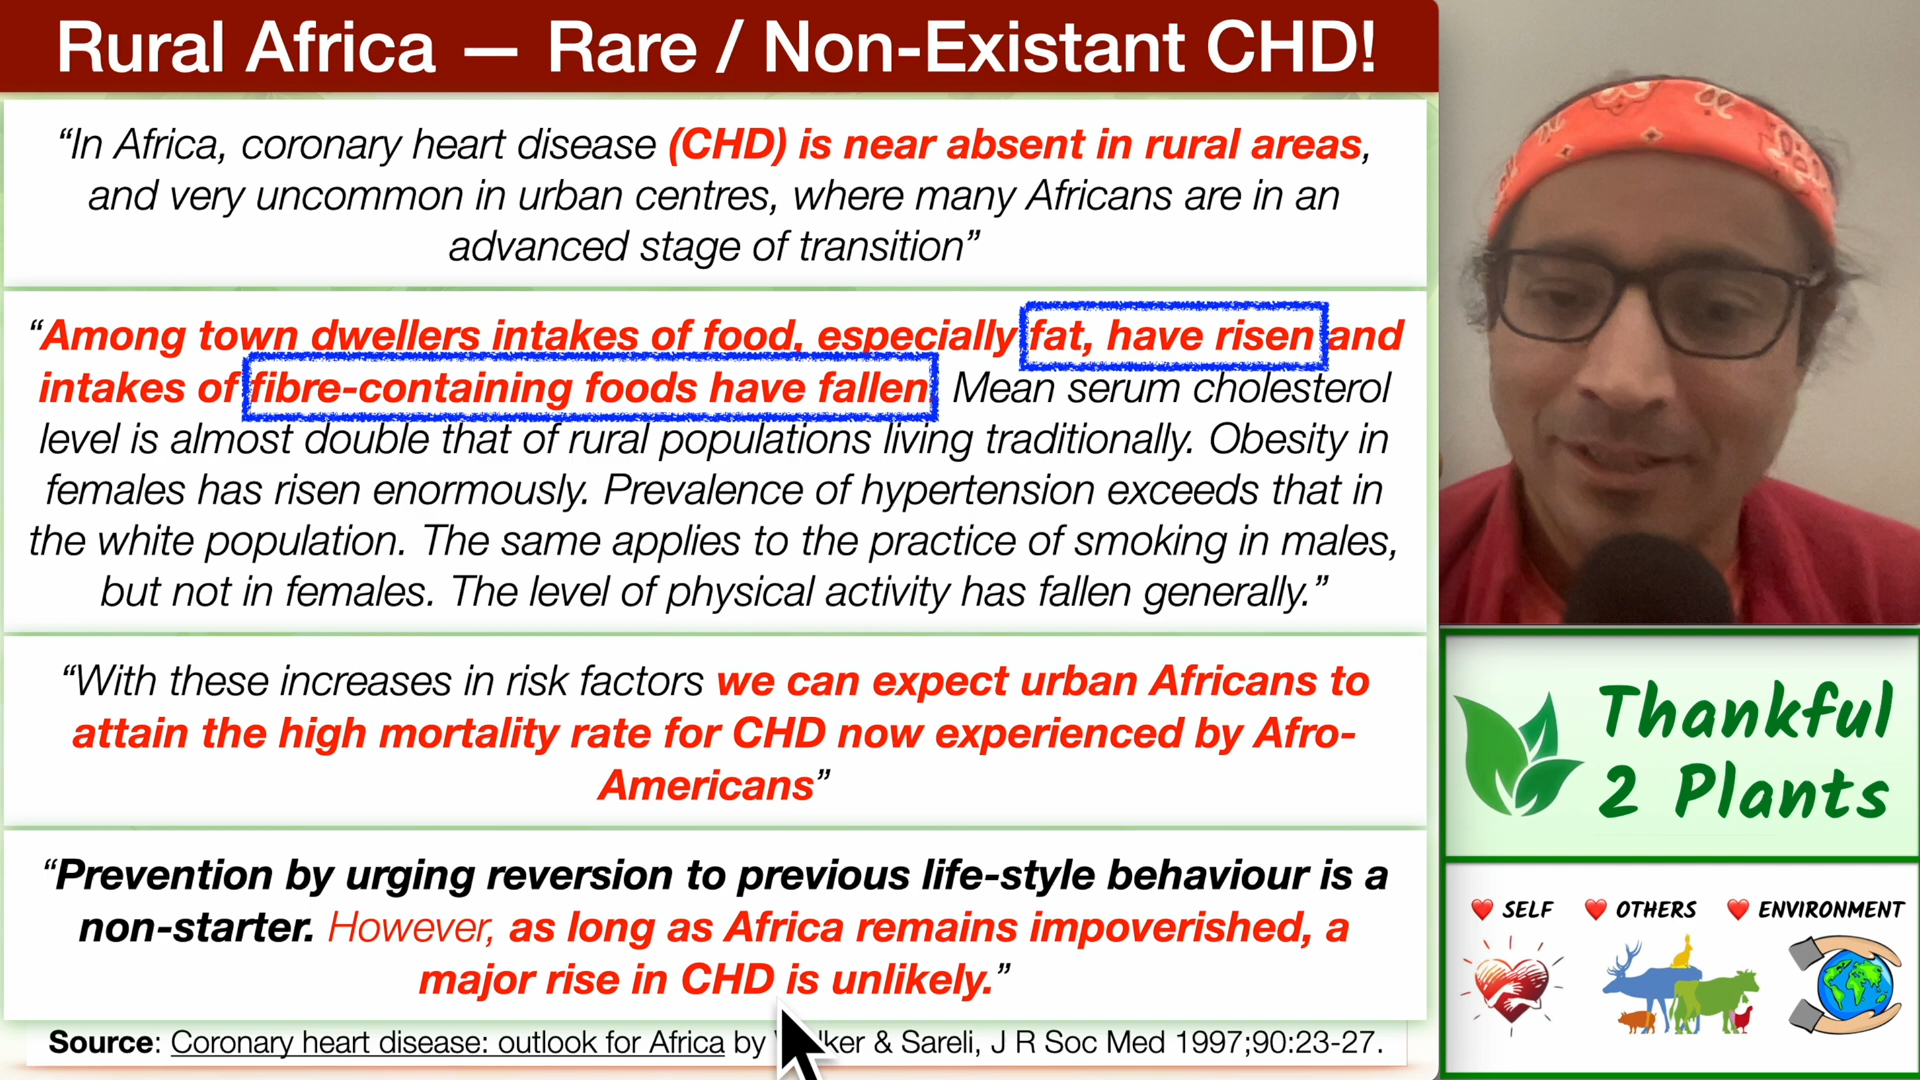 Rural Africa — Rare / Non-Existant CHD!
“In Africa, coronary heart disease (CHD) is near absent in rural areas,
and very uncommon in urban centres, where many Africans are in an
advanced stage of transition”
“Among town dwellers intakes of food, especially fat, have risen and
intakes of fibre-containing foods have fallen Mean serum cholesterol
level is almost double that of rural populations living traditionally. Obesity in
females has risen enormously. Prevalence of hypertension exceeds that in
the white population. The same applies to the practice of smoking in males,
but not in females. The level of physical activity has fallen generally.”
“With these increases in risk factors we can expect urban Africans to
attain the high mortality rate for CHD now experienced by Afro-
Americans”
“Prevention by urging reversion to previous life-style behaviour is a
non-starter. However, as long as Africa remains impoverished, a
major rise in CHD is unlikely.”
Source: Coronary heart disease: outlook for Africa by & Sareli, J R Soc Med 1997;90:23-27.
Thankful
2 Plants
SELF OTHERS ENVIRONMENT